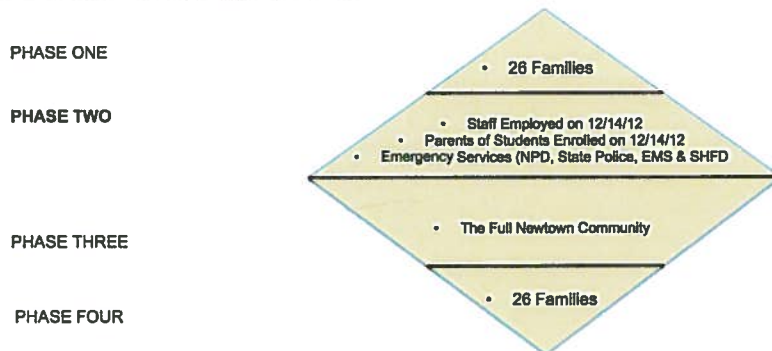 PHASE ONE
• 26 Families
PHASE TWO
• Staff Employed on 12/14/12
• Parents of Students Enrolled on 12/14/12
• Emergency Services (NPD, State Police, EMS & SHFD
PHASE THREE
• The Full Newtown Community
PHASE FOUR
• 26 Families